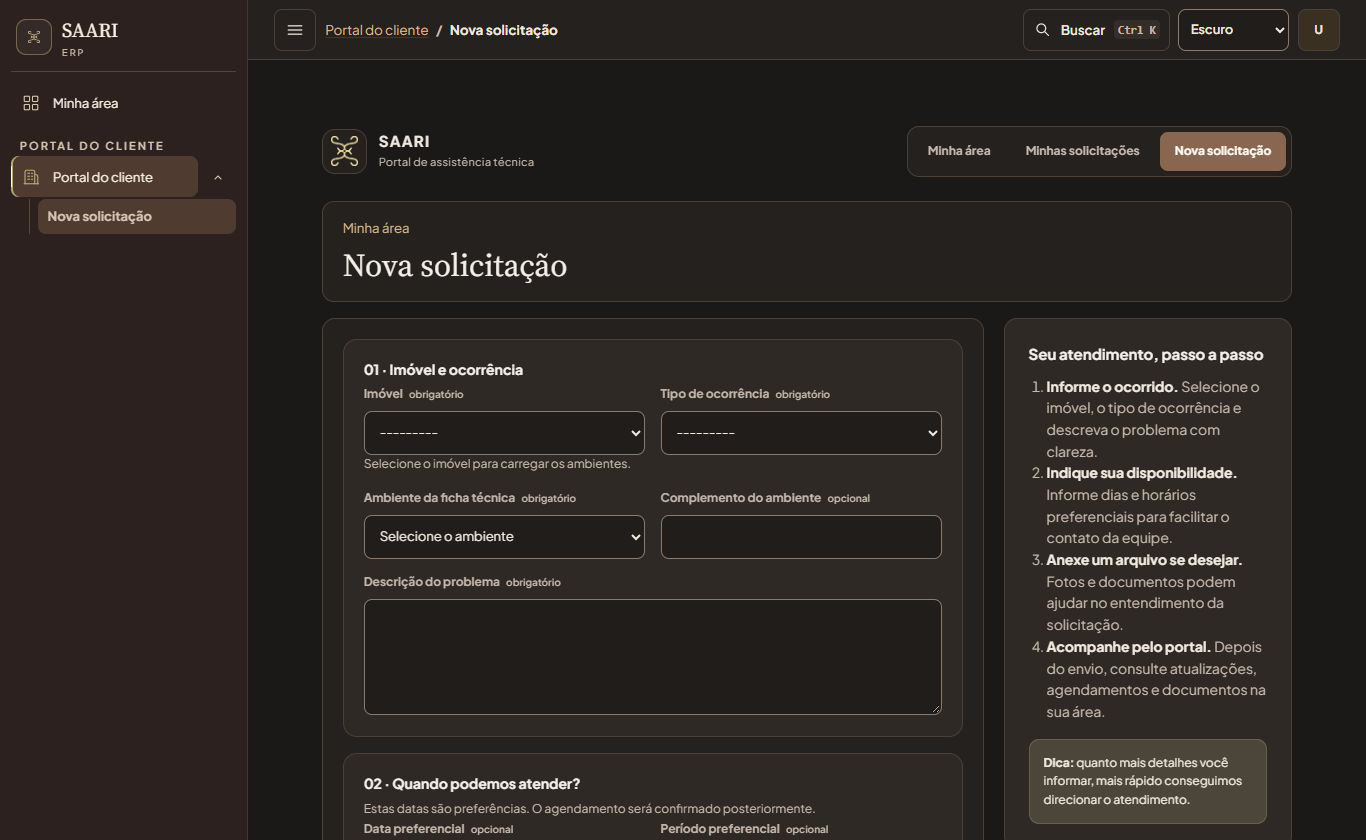 SAARI
ERP
Minha área
PORTAL DO CLIENTE
Portal do cliente
Nova solicitação
Portal do cliente / Nova solicitação
Buscar Ctrl K
Escuro
U
SAARI
Portal de assistência técnica
Minha área
Minhas solicitações
Nova solicitação
Minha área
Nova solicitação
01 · Imóvel e ocorrência
Imóvel obrigatório
Tipo de ocorrência obrigatório
---------
---------
Selecione o imóvel para carregar os ambientes.
Ambiente da ficha técnica obrigatório
Complemento do ambiente opcional
Selecione o ambiente
Descrição do problema obrigatório
02 · Quando podemos atender?
Estas datas são preferências. O agendamento será confirmado posteriormente.
Data preferencial opcional
Período preferencial opcional
Seu atendimento, passo a passo
1. Informe o ocorrido. Selecione o
imóvel, o tipo de ocorrência e
descreva o problema com
clareza.
2. Indique sua disponibilidade.
Informe dias e horários
preferenciais para facilitar o
contato da equipe.
3. Anexe um arquivo se desejar.
Fotos e documentos podem
ajudar no entendimento da
solicitação.
4. Acompanhe pelo portal. Depois
do envio, consulte atualizações,
agendamentos e documentos na
sua área.
Dica: quanto mais detalhes você
informar, mais rápido conseguimos
direcionar o atendimento.